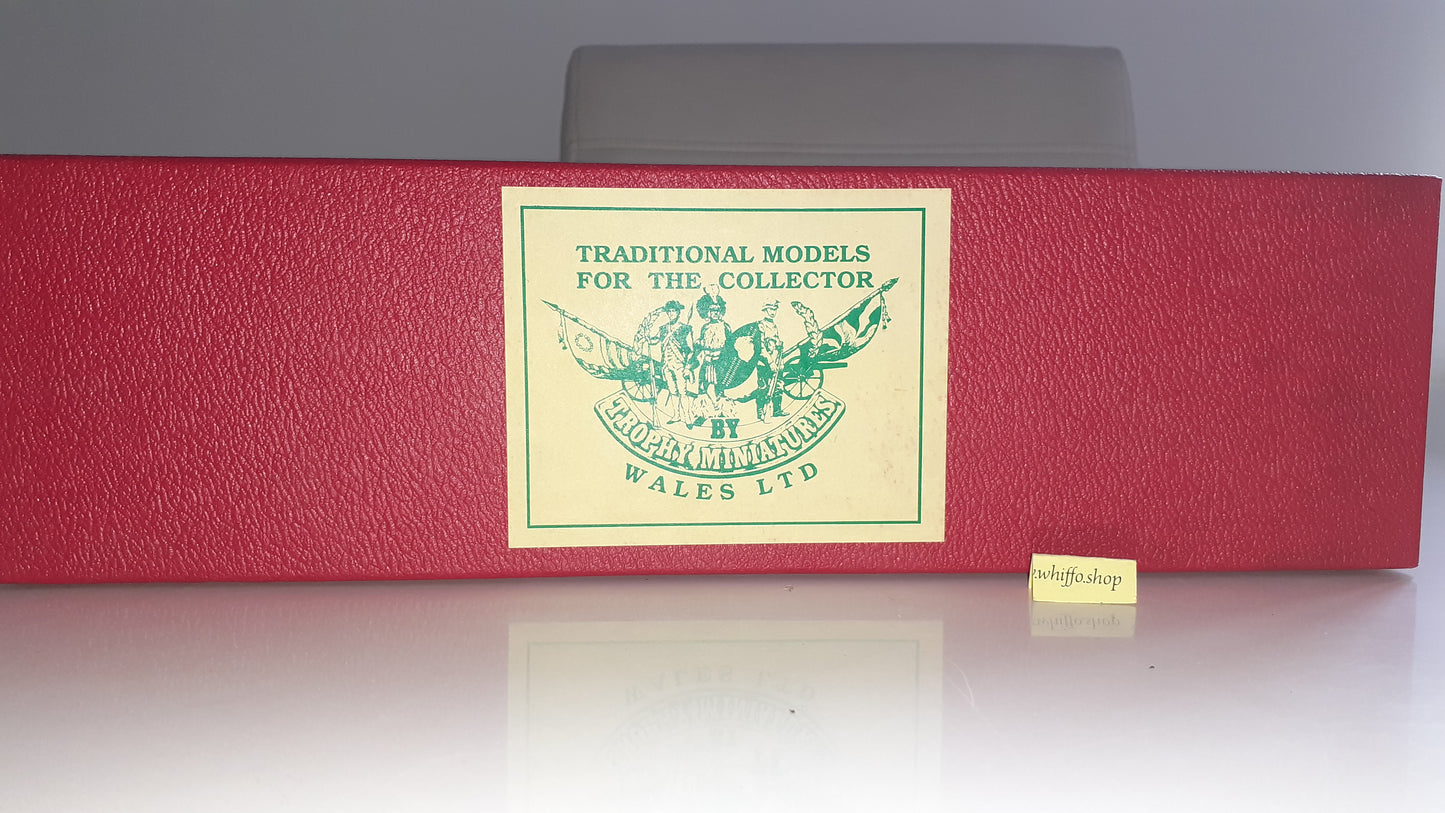 TRADITIONAL MODELS
FOR THE COLLECTOR
BY
TROPHY MINIATURES
WALES LTD
.whiffo.shop